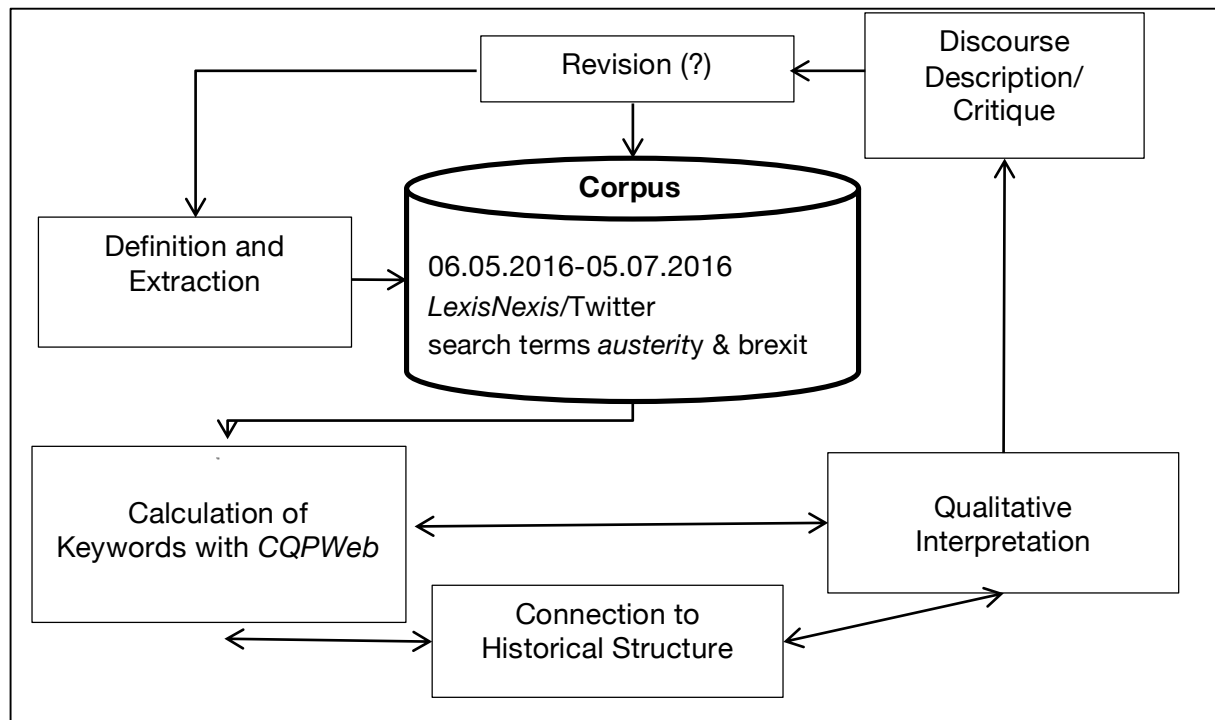 Revision (?)
Discourse
Description/
Critique
Corpus
Definition and
Extraction
06.05.2016-05.07.2016
LexisNexis/Twitter
search terms austerity & brexit
Calculation of
Keywords with CQPWeb
Qualitative
Interpretation
Connection to
Historical Structure